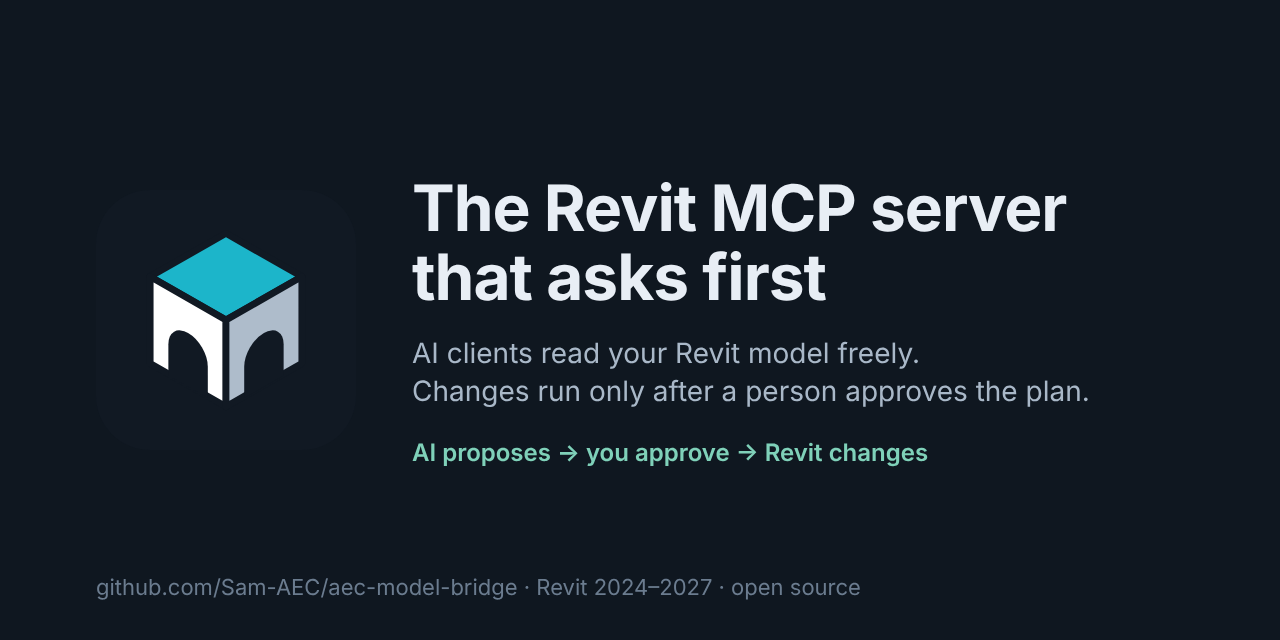 The Revit MCP server
that asks first
AI clients read your Revit model freely.
Changes run only after a person approves the plan.
AI proposes → you approve → Revit changes
github.com/Sam-AEC/aec-model-bridge · Revit 2024–2027 · open source